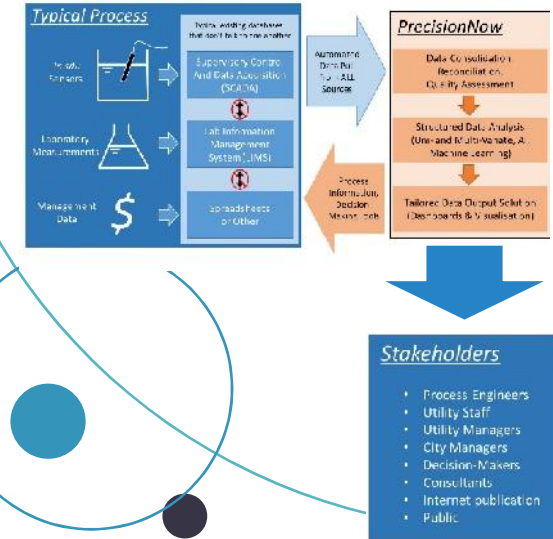 Typical Process
Typical existing databases
that don't talk to one another
Sensors
Supervisory Control
And Data Acquisition
(SCADA)
Laboratory
Measurements
Lab Information
Management
System (LIMS)
Management
Data
$
Spreadsheets
or Other
Automated
Data Pull
from ALL
Sources
Process
Information,
Decision
Making Tools
PrecisionNow
Data Consolidation
Reconciliation,
Quality Assessment
Structured Data Analysis
(Uni- and Multi-Variate, AI,
Machine Learning)
Tailored Data Output Solution
(Dashboards & Visualisation)
Stakeholders
• Process Engineers
• Utility Staff
• Utility Managers
• City Managers
• Decision-Makers
• Consultants
• Internet publication
• Public